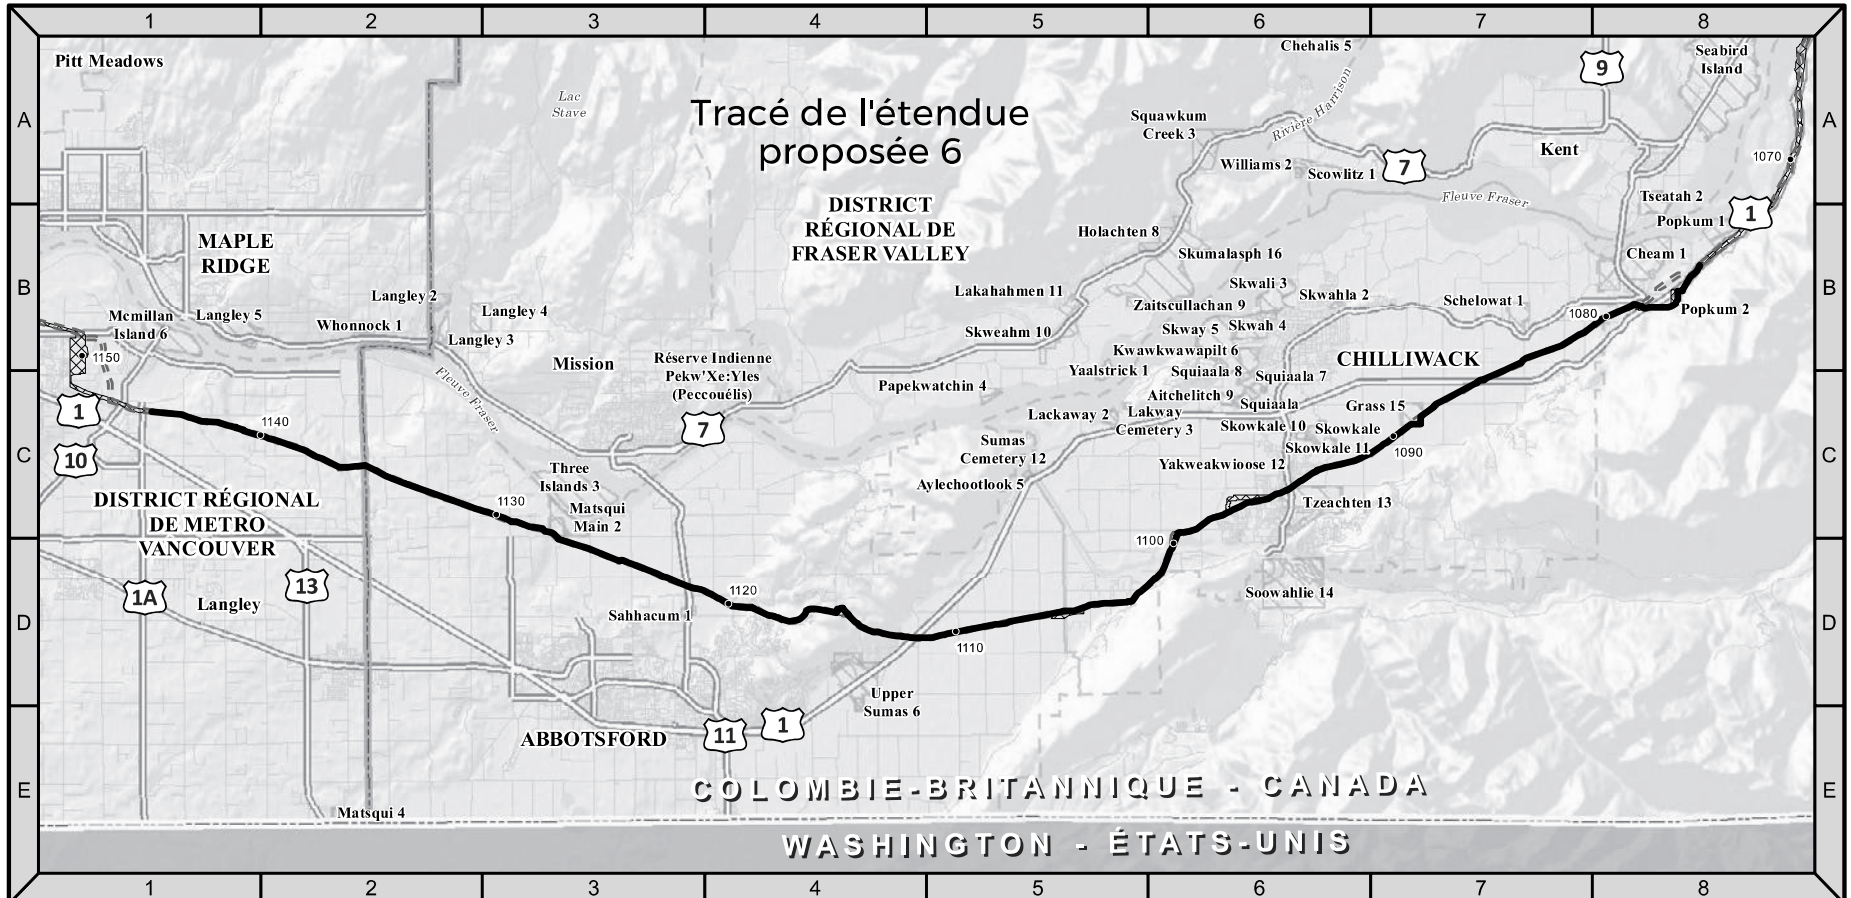 1 2 3 4 5 6 7 8
Pitt Meadows
Chehalis 5
Seabird
Island
9
A
Lac
Stave
Tracé de l'étendue
proposée 6
Squawkum
Creek 3
Rivière Harrison
Kent
A
1070
Williams 2
Scowlitz 1
7
Fleuve Fraser
Tseatah 2
Popkum 1
1
DISTRICT
RÉGIONAL DE
FRASER VALLEY
MAPLE
RIDGE
Holachten 8
Skumalasph 16
Cheam 1
B
Langley 2
Lakahahmen 11
Skwali 3
Skwahla 2
Schelowat 1
B
Mcmillan
Island 6
Langley 5
Whonnock 1
Langley 4
Langley 3
Zaitscullachan 9
1080
Popkum 2
Skweahm 10
Skway 5
Skwah 4
1150
Mission
Réserve Indienne
Pekw'Xe:Yles
(Peccouélis)
Kwawkwawapilt 6
CHILLIWACK
Yaalstrick 1
Squiaala 8
Squiaala 7
Fleuve Fraser
Papekwatchin 4
Aitchelitch 9
Squiaala
Grass 15
1
1140
7
Lackaway 2
Lakway
Cemetery 3
Skowkale 10
Skowkale
Skowkale 11
1090
C
10
Sumas
Cemetery 12
Yakweakwioose 12
C
Three
Islands 3
Aylechootlook 5
DISTRICT RÉGIONAL
DE METRO
VANCOUVER
1130
Matsqui
Main 2
Tzeachten 13
1100
1A
13
Langley
1120
Soowahlie 14
D
Sahhacum 1
D
1110
Upper
Sumas 6
ABBOTSFORD
11
1
E
COLOMBIE-BRITANNIQUE - CANADA
E
Matsqui 4
WASHINGTON - ÉTATS-UNIS
1 2 3 4 5 6 7 8